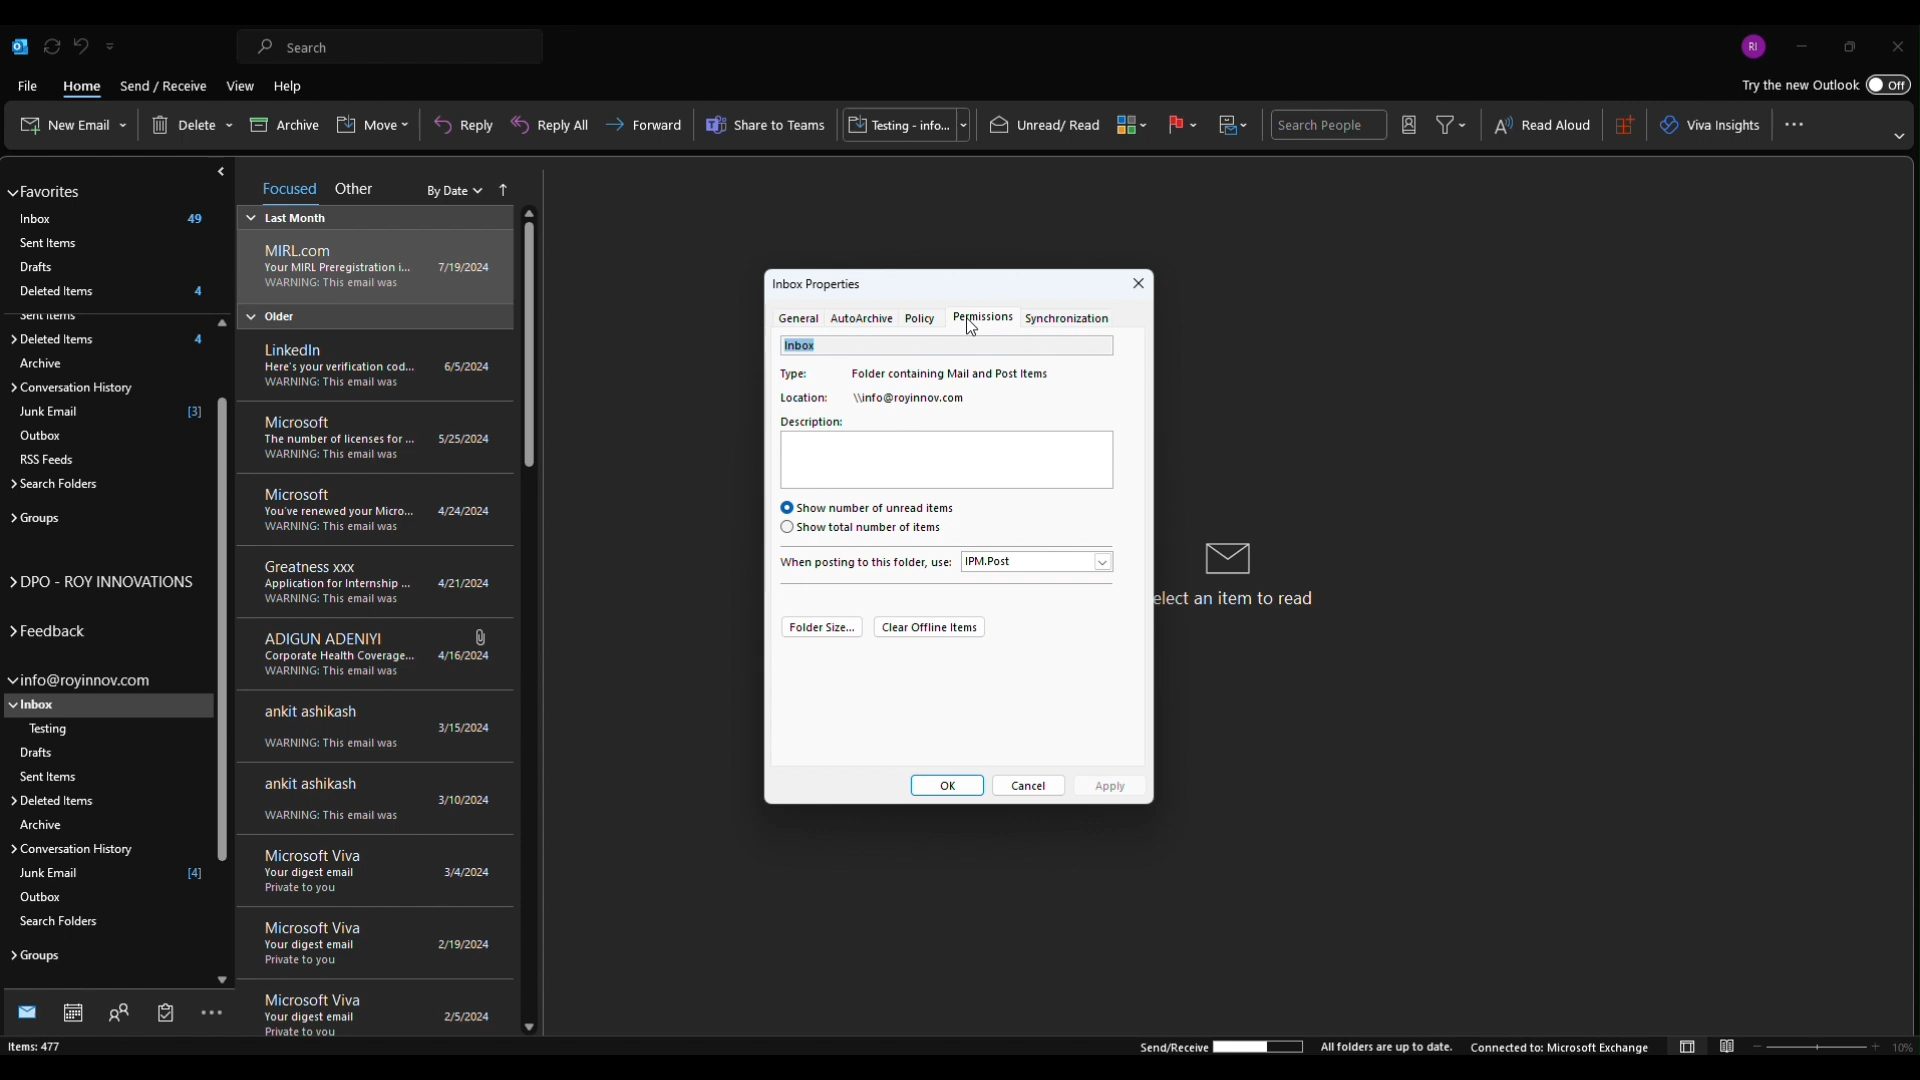 Search
RI
File Home Send / Receive View Help
Try the new Outlook Off
New Email Delete Archive Move Reply Reply All Forward Share to Teams Testing - info... Unread/ Read Search People Read Aloud Viva Insights
Favorites
Inbox 49
Sent Items
Drafts
Deleted Items 4
Sent Items
Deleted Items 4
Archive
Conversation History
Junk Email [3]
Outbox
RSS Feeds
Search Folders
Groups
DPO - ROY INNOVATIONS
Feedback
info@royinnov.com
Inbox
Testing
Drafts
Sent Items
Deleted Items
Archive
Conversation History
Junk Email [4]
Outbox
Search Folders
Groups
Focused Other By Date
Last Month
MIRL.com
Your MIRL Preregistration i... 7/19/2024
WARNING: This email was
Older
LinkedIn
Here's your verification cod... 6/5/2024
WARNING: This email was
Microsoft
The number of licenses for ... 5/25/2024
WARNING: This email was
Microsoft
You've renewed your Micro... 4/24/2024
WARNING: This email was
Greatness xxx
Application for Internship ... 4/21/2024
WARNING: This email was
ADIGUN ADENIYI
Corporate Health Coverage... 4/16/2024
WARNING: This email was
ankit ashikash
3/15/2024
WARNING: This email was
ankit ashikash
3/10/2024
WARNING: This email was
Microsoft Viva
Your digest email 3/4/2024
Private to you
Microsoft Viva
Your digest email 2/19/2024
Private to you
Microsoft Viva
Your digest email 2/5/2024
Private to you
Inbox Properties
General AutoArchive Policy Permissions Synchronization
Inbox
Type: Folder containing Mail and Post Items
Location: \\info@royinnov.com
Description:
Show number of unread items
Show total number of items
When posting to this folder, use: IPM.Post
Folder Size... Clear Offline Items
OK Cancel Apply
elect an item to read
Items: 477
Send/Receive All folders are up to date. Connected to: Microsoft Exchange 10%